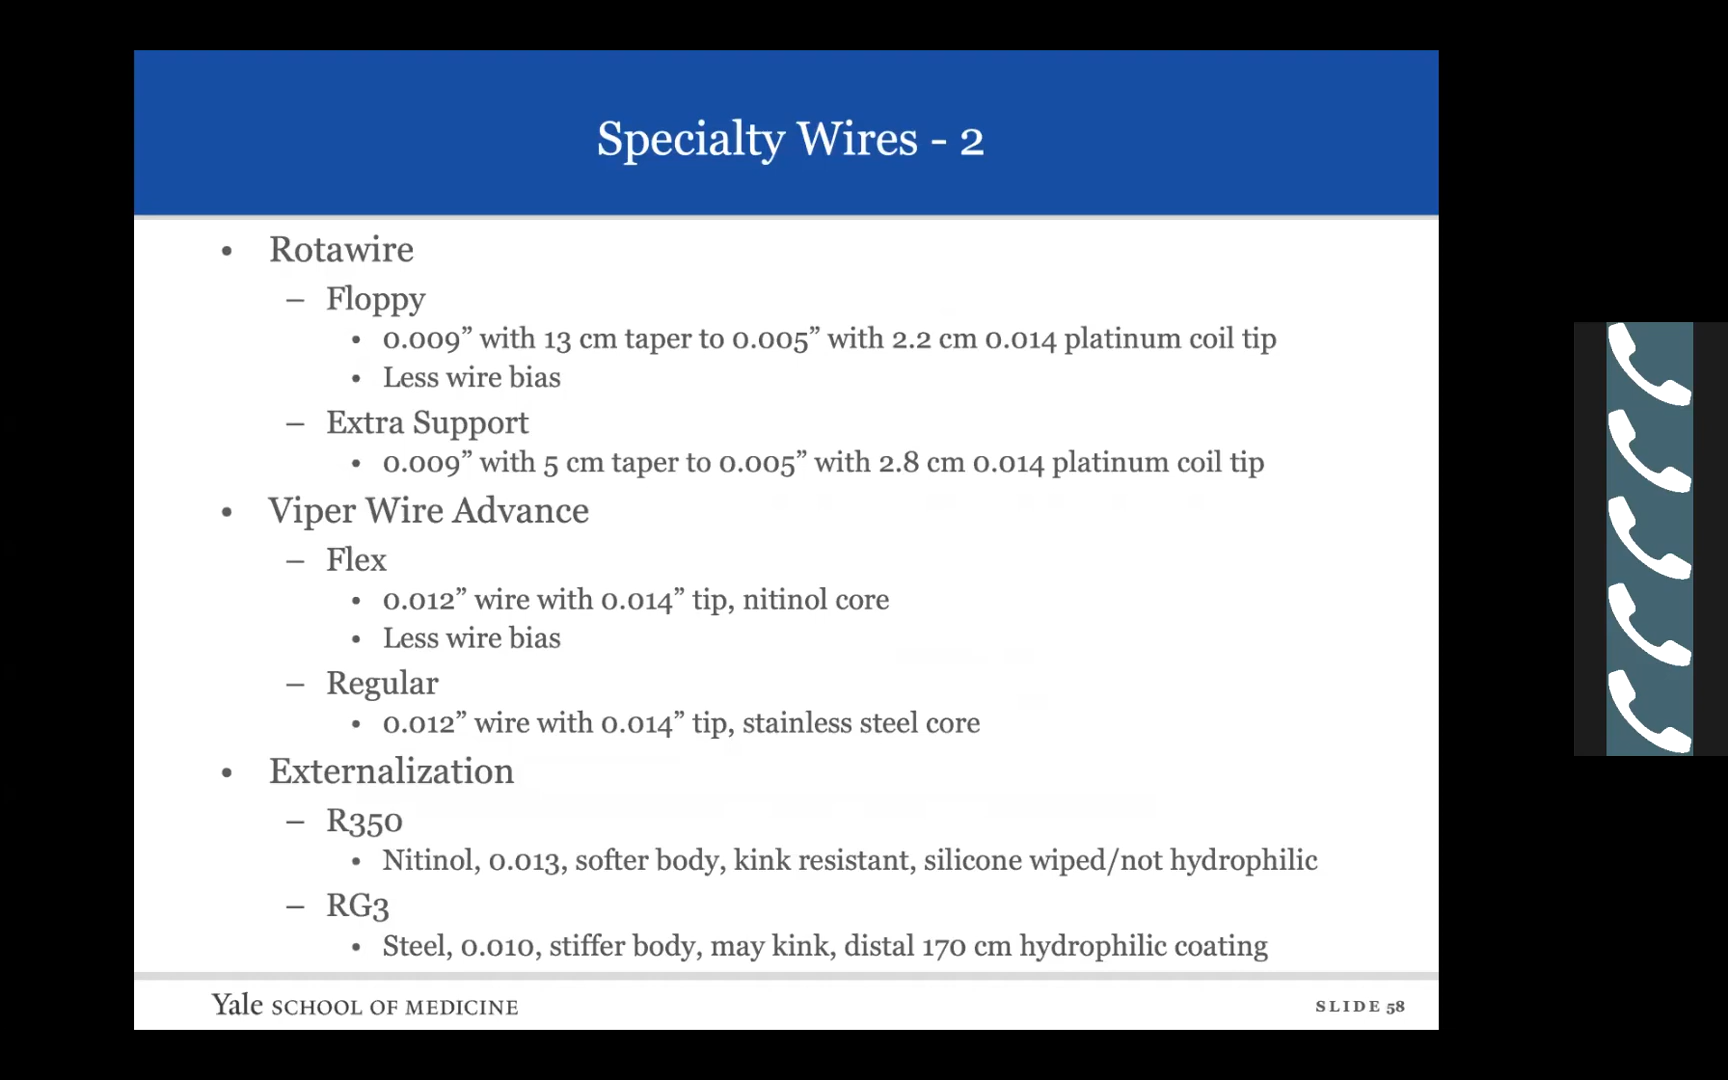 Specialty Wires - 2
• Rotawire
– Floppy
• 0.009” with 13 cm taper to 0.005” with 2.2 cm 0.014 platinum coil tip
• Less wire bias
– Extra Support
• 0.009” with 5 cm taper to 0.005” with 2.8 cm 0.014 platinum coil tip
• Viper Wire Advance
– Flex
• 0.012” wire with 0.014” tip, nitinol core
• Less wire bias
– Regular
• 0.012” wire with 0.014” tip, stainless steel core
• Externalization
– R350
• Nitinol, 0.013, softer body, kink resistant, silicone wiped/not hydrophilic
– RG3
• Steel, 0.010, stiffer body, may kink, distal 170 cm hydrophilic coating
Yale SCHOOL OF MEDICINE
SLIDE 58